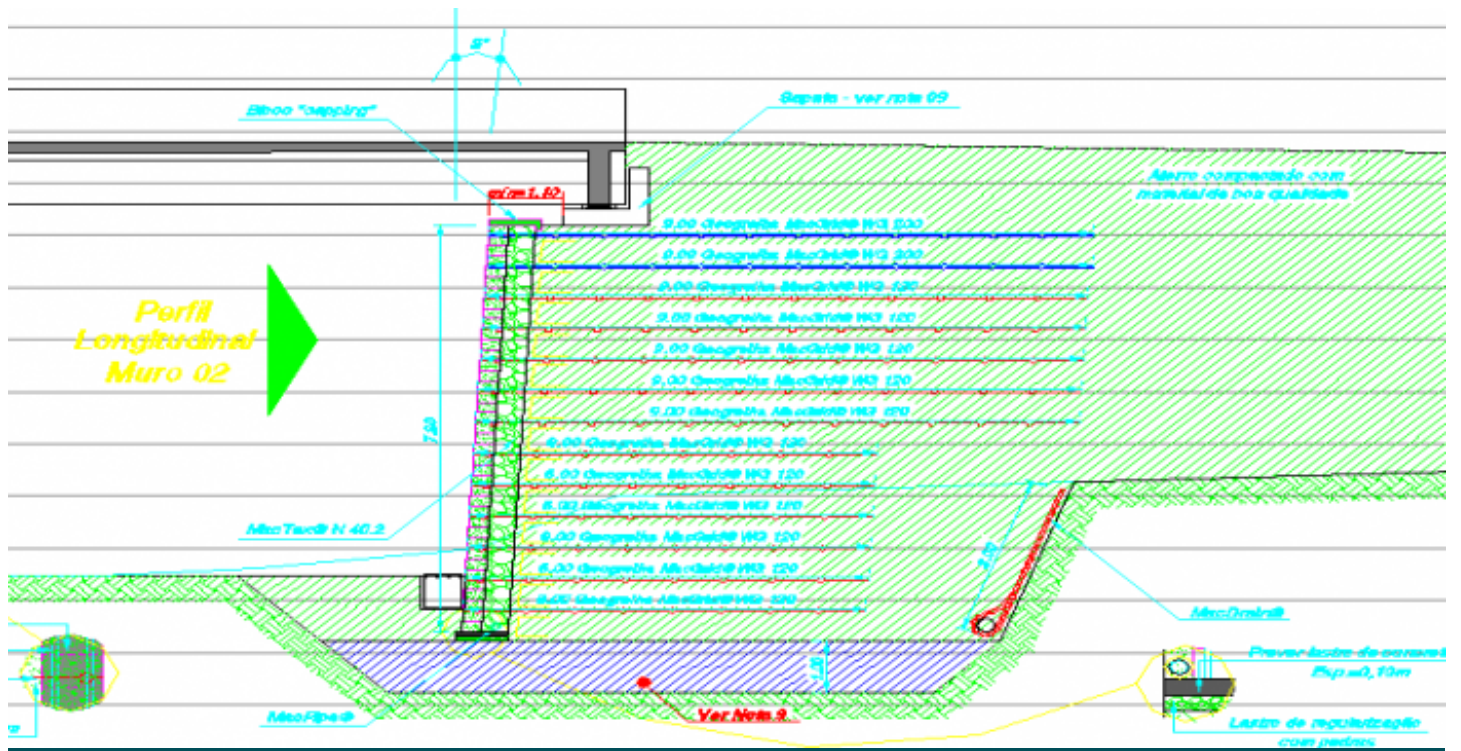 5°
Bloco "capping"
Sapata - ver nota 09
Aterro compactado com
material de boa qualidade
9.00 Geogrelha MacGrid® WG 200
9.00 Geogrelha MacGrid® WG 200
9.00 Geogrelha MacGrid® WG 120
9.00 Geogrelha MacGrid® WG 120
9.00 Geogrelha MacGrid® WG 120
9.00 Geogrelha MacGrid® WG 120
9.00 Geogrelha MacGrid® WG 120
Perfil
Longitudinal
Muro 02
6.00 Geogrelha MacGrid® WG 120
6.00 Geogrelha MacGrid® WG 120
6.00 Geogrelha MacGrid® WG 120
6.00 Geogrelha MacGrid® WG 120
6.00 Geogrelha MacGrid® WG 120
6.00 Geogrelha MacGrid® WG 120
MacTex® N 40.2
MacDrain®
Prever lastro de concret
Esp.=0,10m
MacPipe®
Ver Nota 9
Lastro de regularização
com pedras